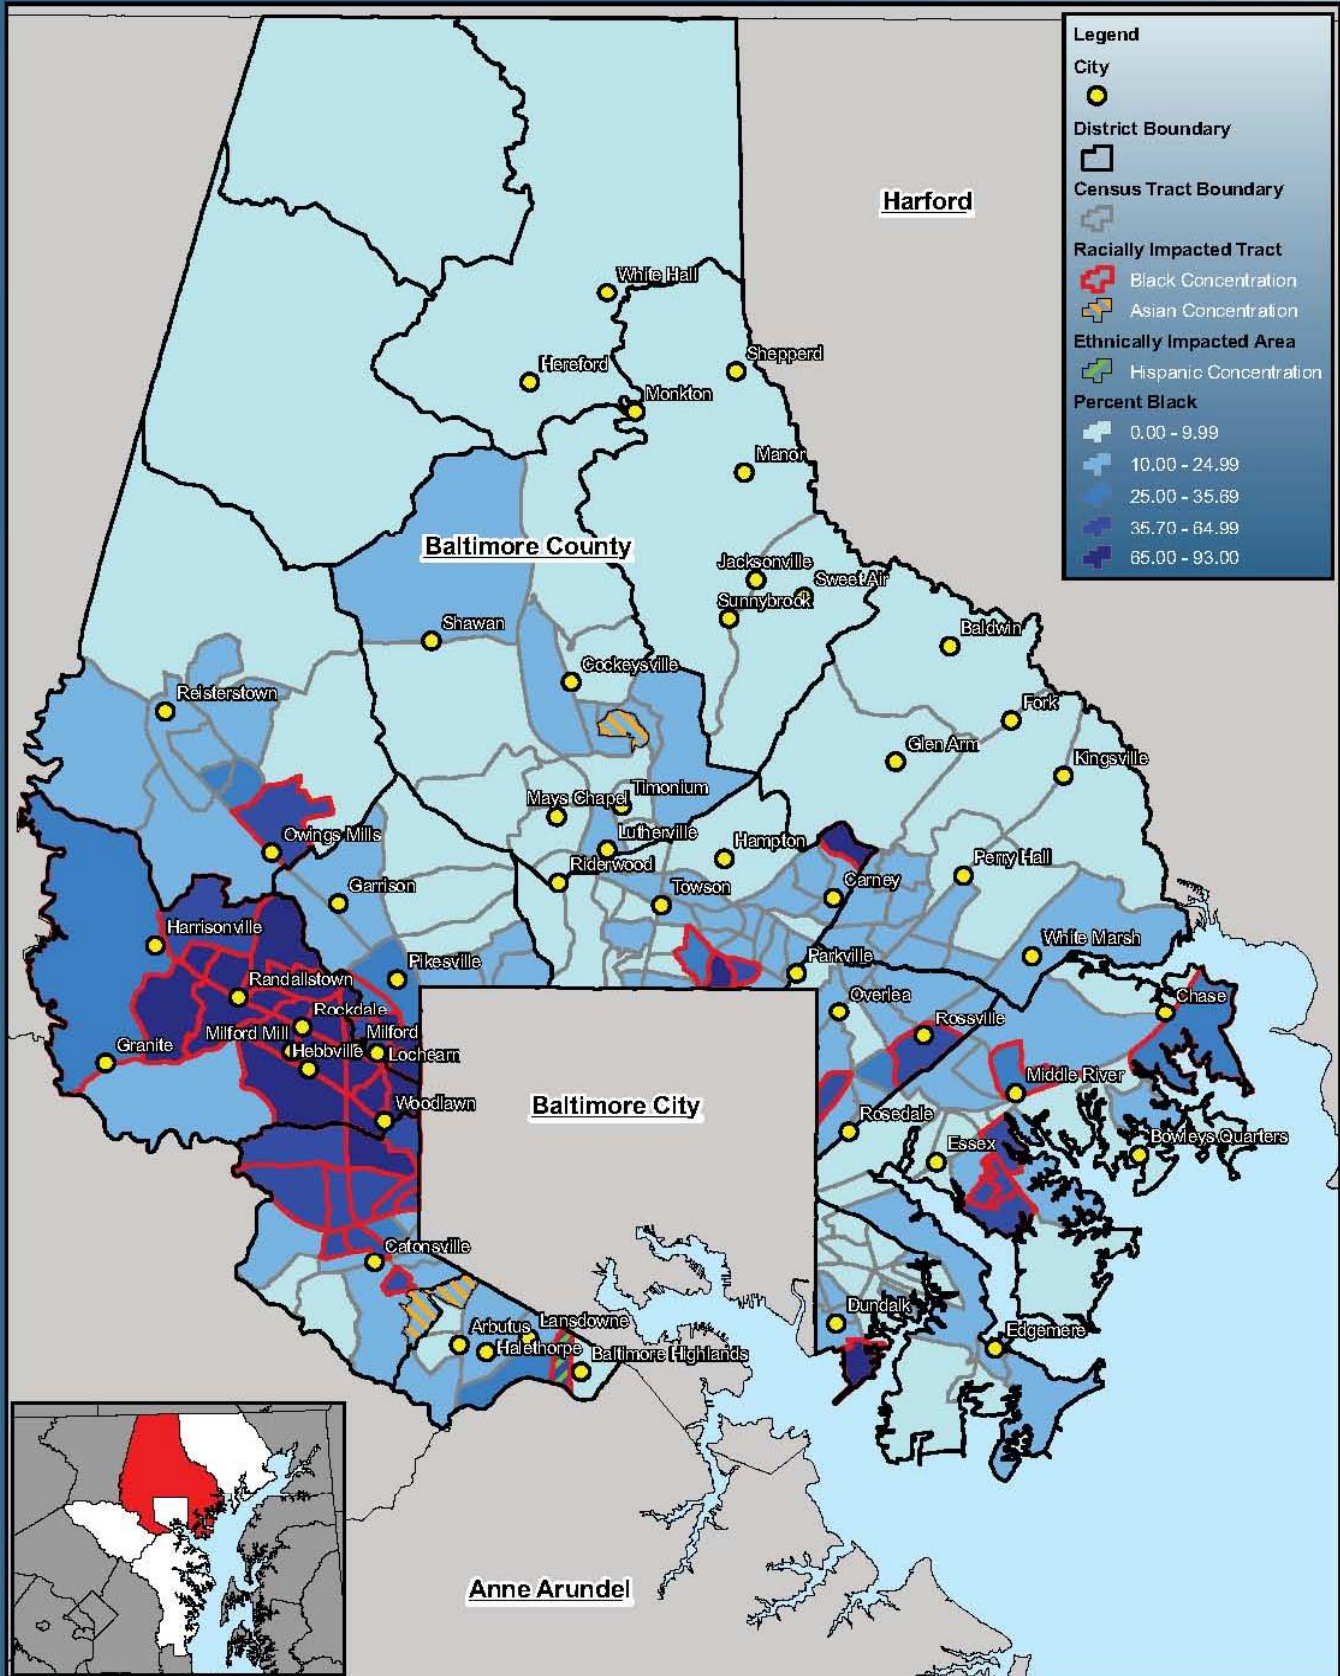 Legend
City
District Boundary
Census Tract Boundary
Racially Impacted Tract
Black Concentration
Asian Concentration
Ethnically Impacted Area
Hispanic Concentration
Percent Black
0.00 - 9.99
10.00 - 24.99
25.00 - 35.69
35.70 - 64.99
65.00 - 93.00
Harford
White Hall
Shepperd
Hereford
Monkton
Manor
Baltimore County
Jacksonville
Sweet Air
Sunnybrook
Shawan
Baldwin
Cockeysville
Reisterstown
Fork
Glen Arm
Kingsville
Timonium
Mays Chapel
Owings Mills
Lutherville
Hampton
Riderwood
Perry Hall
Garrison
Towson
Carney
Harrisonville
White Marsh
Pikesville
Parkville
Randallstown
Overlea
Chase
Rockdale
Rossville
Milford Mill
Milford
Granite
Hebbville
Lochearn
Middle River
Woodlawn
Baltimore City
Rosedale
Essex
Bowleys Quarters
Catonsville
Dundalk
Lansdowne
Arbutus
Edgemere
Halethorpe
Baltimore Highlands
Anne Arundel